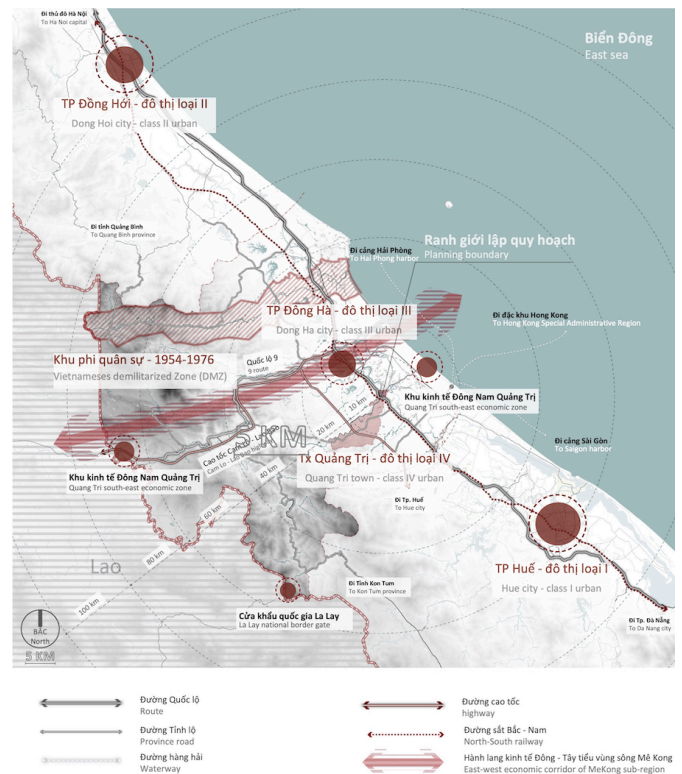 Đi thủ đô Hà Nội
To Ha Noi capital
Biển Đông
East sea
TP Đồng Hới - đô thị loại II
Dong Hoi city - class II urban
Đi tỉnh Quảng Bình
To Quang Binh province
Đi cảng Hải Phòng
To Hai Phong harbor
Ranh giới lập quy hoạch
Planning boundary
TP Đông Hà - đô thị loại III
Dong Ha city - class III urban
Đi đặc khu Hong Kong
To Hong Kong Special Administrative Region
Khu phi quân sự - 1954-1976
Vietnameses demilitarized Zone (DMZ)
Quốc lộ 9
9 route
Khu kinh tế Đông Nam Quảng Trị
Quang Tri south-east economic zone
10 km
20 km
KM
Cao tốc Cam Lộ -
Cam Lo - Lao Bao
40 km
60 km
80 km
100 km
TX Quảng Trị - đô thị loại IV
Quang Tri town - class IV urban
Đi cảng Sài Gòn
To Saigon harbor
Khu kinh tế Đông Nam Quảng Trị
Quang Tri south-east economic zone
Đi Tp. Huế
To Hue city
Lao
TP Huế - đô thị loại I
Hue city - class I urban
Đi Tỉnh Kon Tum
To Kon Tum province
Cửa khẩu quốc gia La Lay
La Lay national border gate
Đi Tp. Đà Nẵng
To Da Nang city
BẮC
North
5 KM
Đường Quốc lộ
Route
Đường Tỉnh lộ
Province road
Đường hàng hải
Waterway
Đường cao tốc
highway
Đường sắt Bắc - Nam
North-South railway
Hành lang kinh tế Đông - Tây tiểu vùng sông Mê Kong
East-west economic corridor of MeKong sub-region